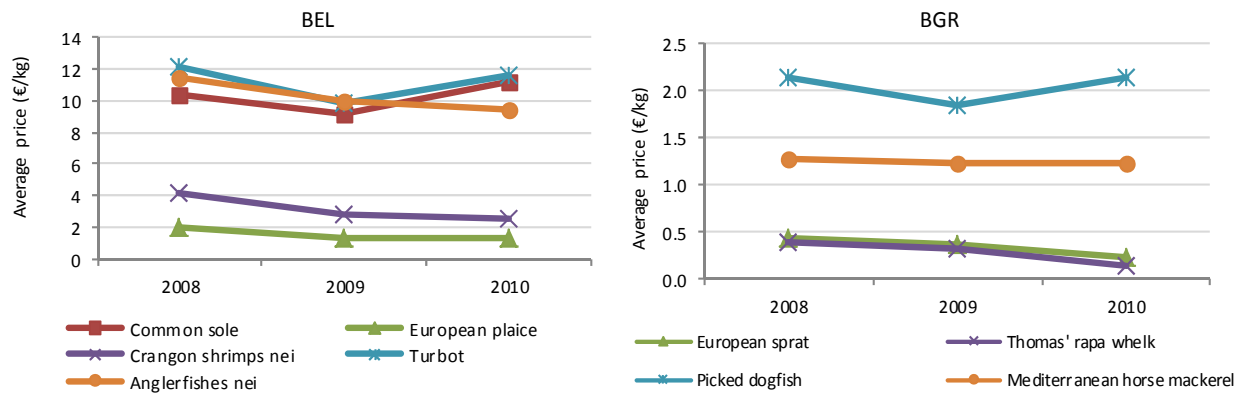 BEL
Average price (€/kg)
14
12
10
8
6
4
2
0
2008 2009 2010
Common sole European plaice
Crangon shrimps nei Turbot
Anglerfishes nei
BGR
Average price (€/kg)
2.5
2.0
1.5
1.0
0.5
0.0
2008 2009 2010
European sprat Thomas' rapa whelk
Picked dogfish Mediterranean horse mackerel